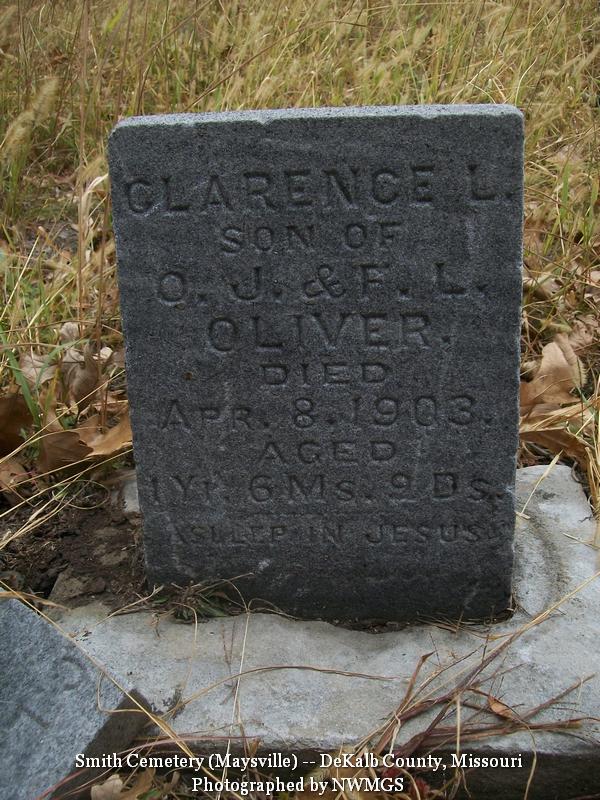 CLARENCE L.
SON OF
O. J. & F. L.
OLIVER.
DIED
APR. 8. 1903.
AGED
1 Yr. 6 Ms. 9 Ds.
ASLEEP IN JESUS.
Smith Cemetery (Maysville) -- DeKalb County, Missouri
Photographed by NWMGS